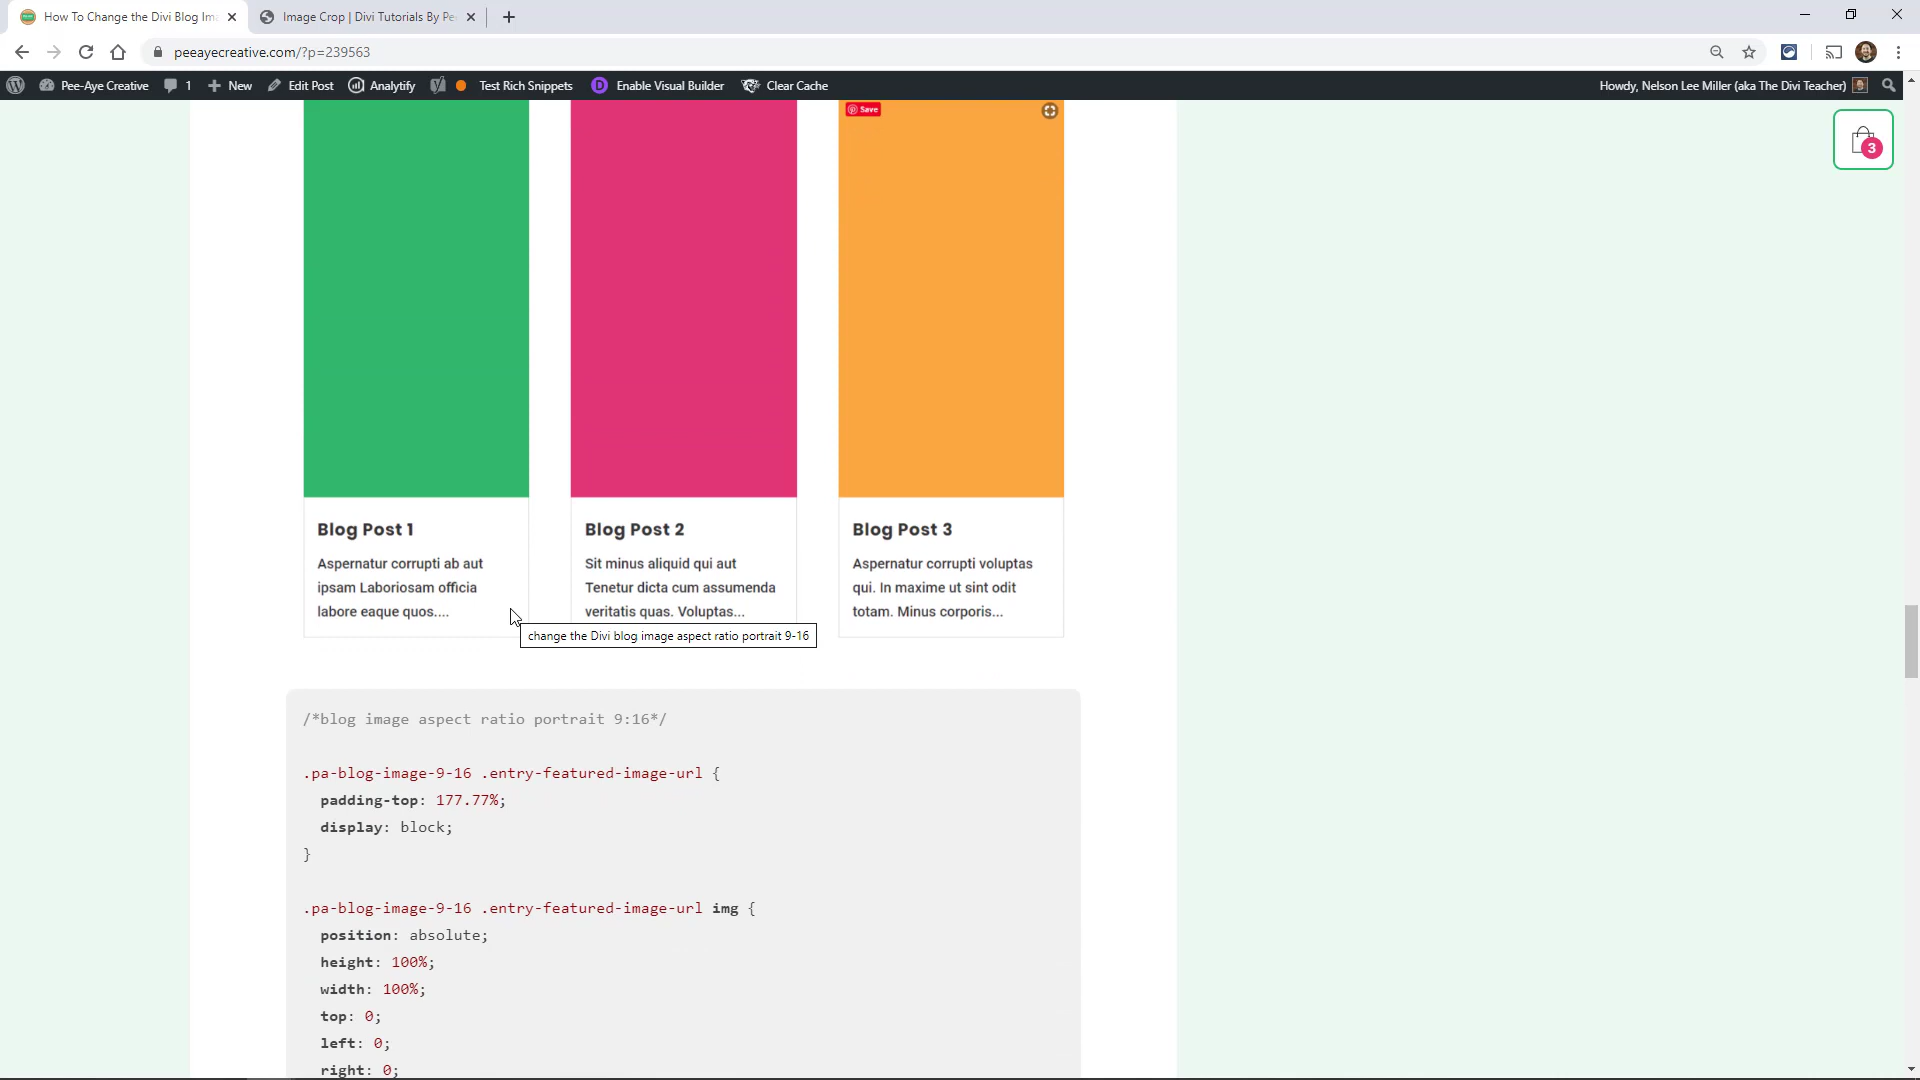 How To Change the Divi Blog Ima
Image Crop | Divi Tutorials By Pe
peeayecreative.com/?p=239563
Pee-Aye Creative 1 New Edit Post Analytify Test Rich Snippets Enable Visual Builder Clear Cache Howdy, Nelson Lee Miller (aka The Divi Teacher)
Save
3
Blog Post 1
Aspernatur corrupti ab aut
ipsam Laboriosam officia
labore eaque quos....
Blog Post 2
Sit minus aliquid qui aut
Tenetur dicta cum assumenda
veritatis quas. Voluptas...
Blog Post 3
Aspernatur corrupti voluptas
qui. In maxime ut sint odit
totam. Minus corporis...
change the Divi blog image aspect ratio portrait 9-16
/*blog image aspect ratio portrait 9:16*/
.pa-blog-image-9-16 .entry-featured-image-url {
padding-top: 177.77%;
display: block;
}
.pa-blog-image-9-16 .entry-featured-image-url img {
position: absolute;
height: 100%;
width: 100%;
top: 0;
left: 0;
right: 0;